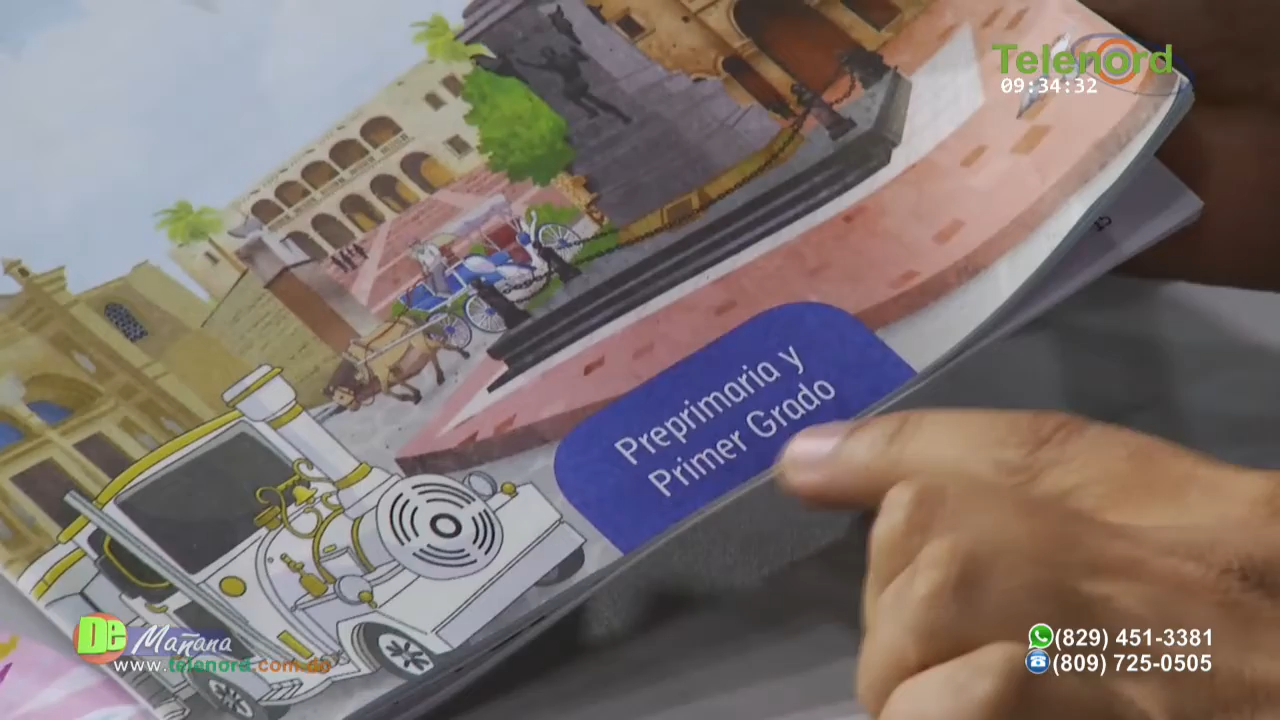 Telenord
09:34:32
Preprimaria y
Primer Grado
De Mañana
www.telenord.com.do
(829) 451-3381
(809) 725-0505